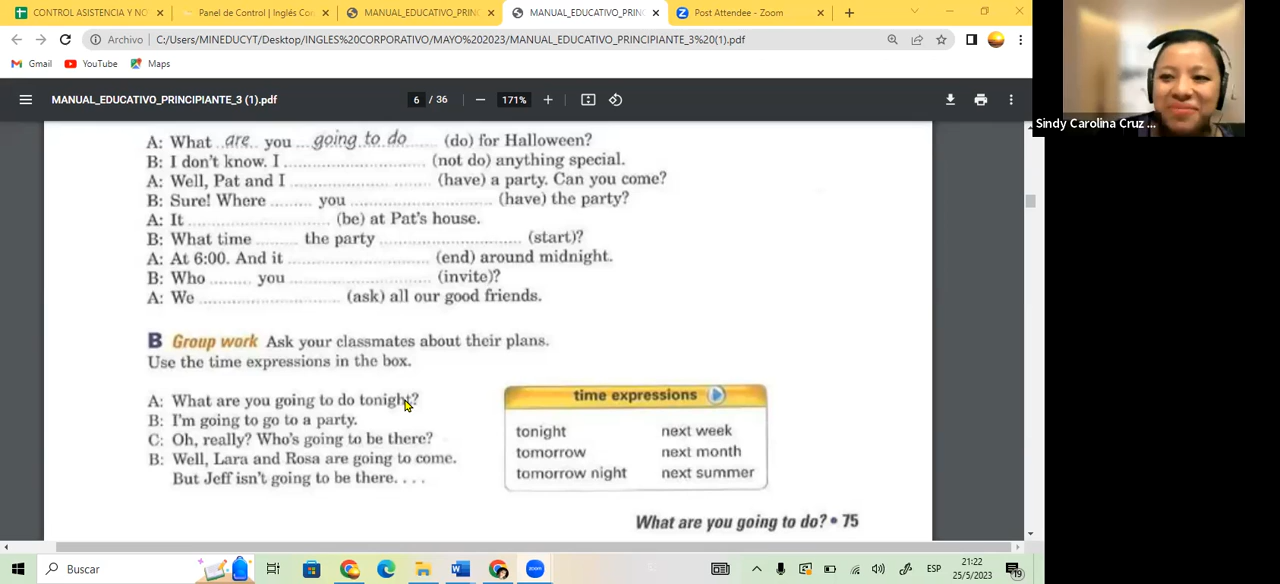 CONTROL ASISTENCIA Y NO
Panel de Control | Inglés Cor
MANUAL_EDUCATIVO_PRINC
MANUAL_EDUCATIVO_PRIN
Post Attendee - Zoom
Archivo | C:/Users/MINEDUCYT/Desktop/INGLES%20CORPORATIVO/MAYO%202023/MANUAL_EDUCATIVO_PRINCIPIANTE_3%20(1).pdf
Gmail YouTube Maps
MANUAL_EDUCATIVO_PRINCIPIANTE_3 (1).pdf 6 / 36 171%
Sindy Carolina Cruz ...
A: What are you going to do (do) for Halloween?
B: I don't know. I .......................... (not do) anything special.
A: Well, Pat and I .......................... (have) a party. Can you come?
B: Sure! Where ........ you .......................... (have) the party?
A: It .......................... (be) at Pat's house.
B: What time ........ the party .......................... (start)?
A: At 6:00. And it .......................... (end) around midnight.
B: Who ........ you .......................... (invite)?
A: We .......................... (ask) all our good friends.
B Group work Ask your classmates about their plans.
Use the time expressions in the box.
A: What are you going to do tonight?
B: I'm going to go to a party.
C: Oh, really? Who's going to be there?
B: Well, Lara and Rosa are going to come.
But Jeff isn't going to be there. . . .
time expressions
tonight next week
tomorrow next month
tomorrow night next summer
What are you going to do? • 75
Buscar
ESP
21:22
25/5/2023
19